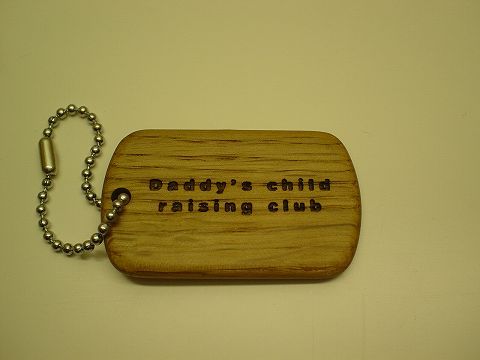 Daddy's child
raising club